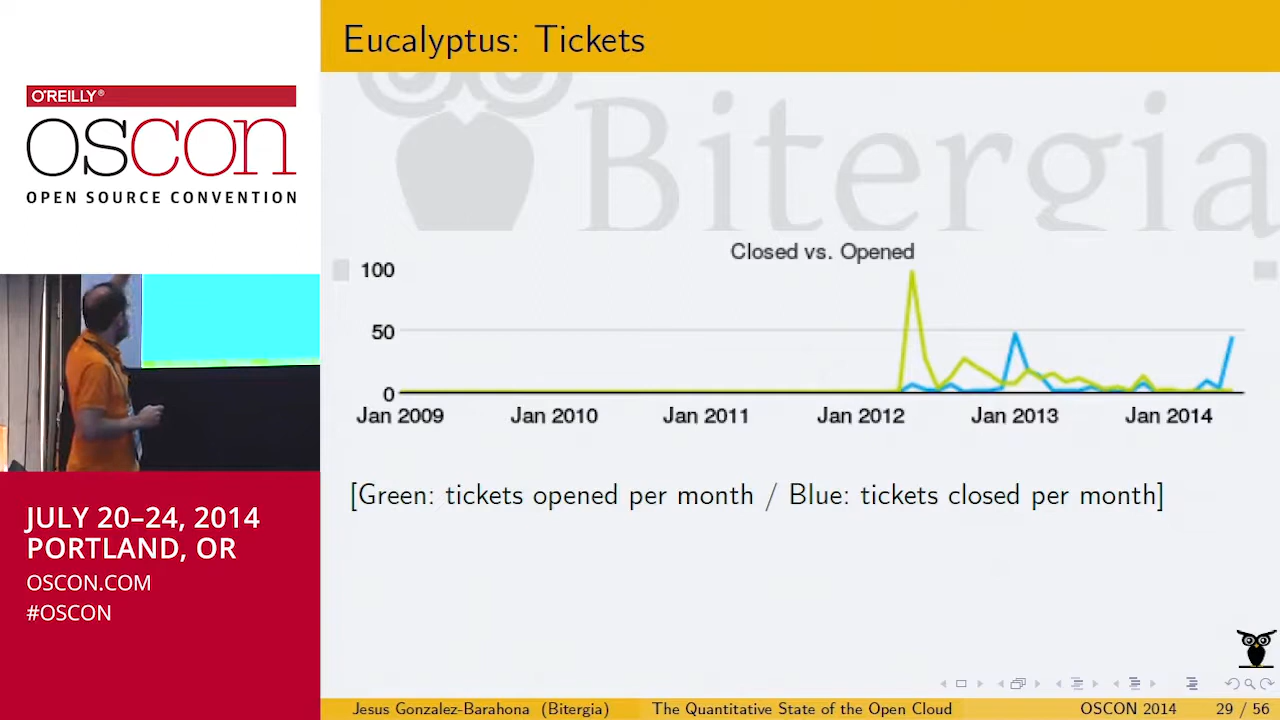 O'REILLY®
OSCON
OPEN SOURCE CONVENTION
JULY 20–24, 2014
PORTLAND, OR
OSCON.COM
#OSCON
Eucalyptus: Tickets
Bitergia
Closed vs. Opened
100
50
0
Jan 2009 Jan 2010 Jan 2011 Jan 2012 Jan 2013 Jan 2014
[Green: tickets opened per month / Blue: tickets closed per month]
Jesus Gonzalez-Barahona (Bitergia) The Quantitative State of the Open Cloud OSCON 2014 29 / 56